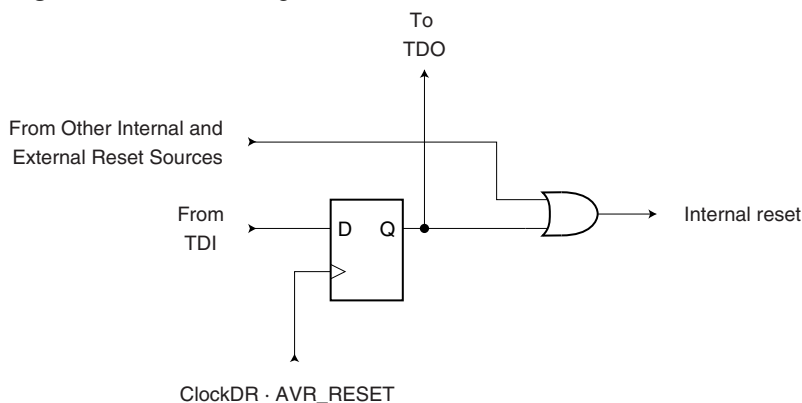 To
TDO
From Other Internal and
External Reset Sources
From
TDI
D Q
Internal reset
ClockDR · AVR_RESET